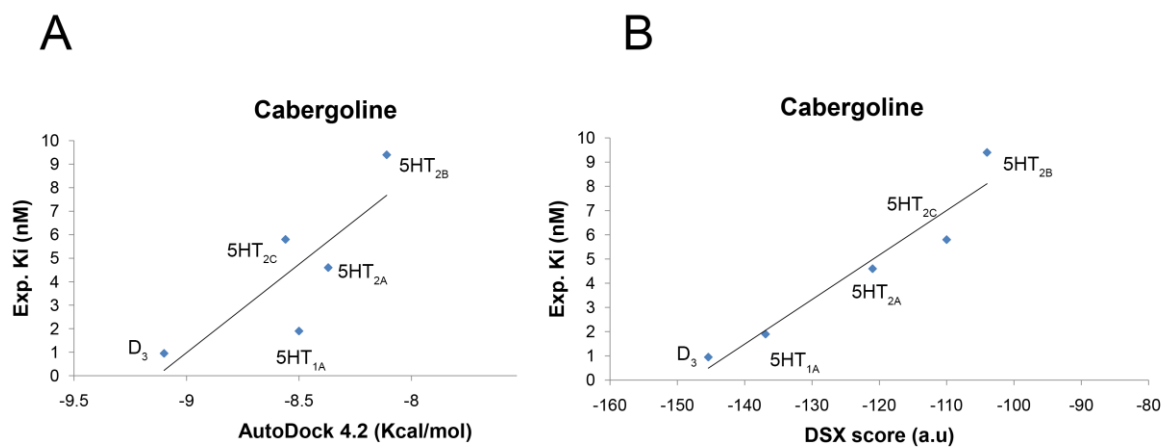 A
Cabergoline
Exp. Ki (nM)
10
9
8
7
6
5
4
3
2
1
0
5HT2B
5HT2C
5HT2A
5HT1A
D3
-9.5
-9
-8.5
-8
AutoDock 4.2 (Kcal/mol)
B
Cabergoline
Exp. Ki (nM)
10
9
8
7
6
5
4
3
2
1
0
5HT2B
5HT2C
5HT2A
5HT1A
D3
-160
-150
-140
-130
-120
-110
-100
-90
-80
DSX score (a.u)